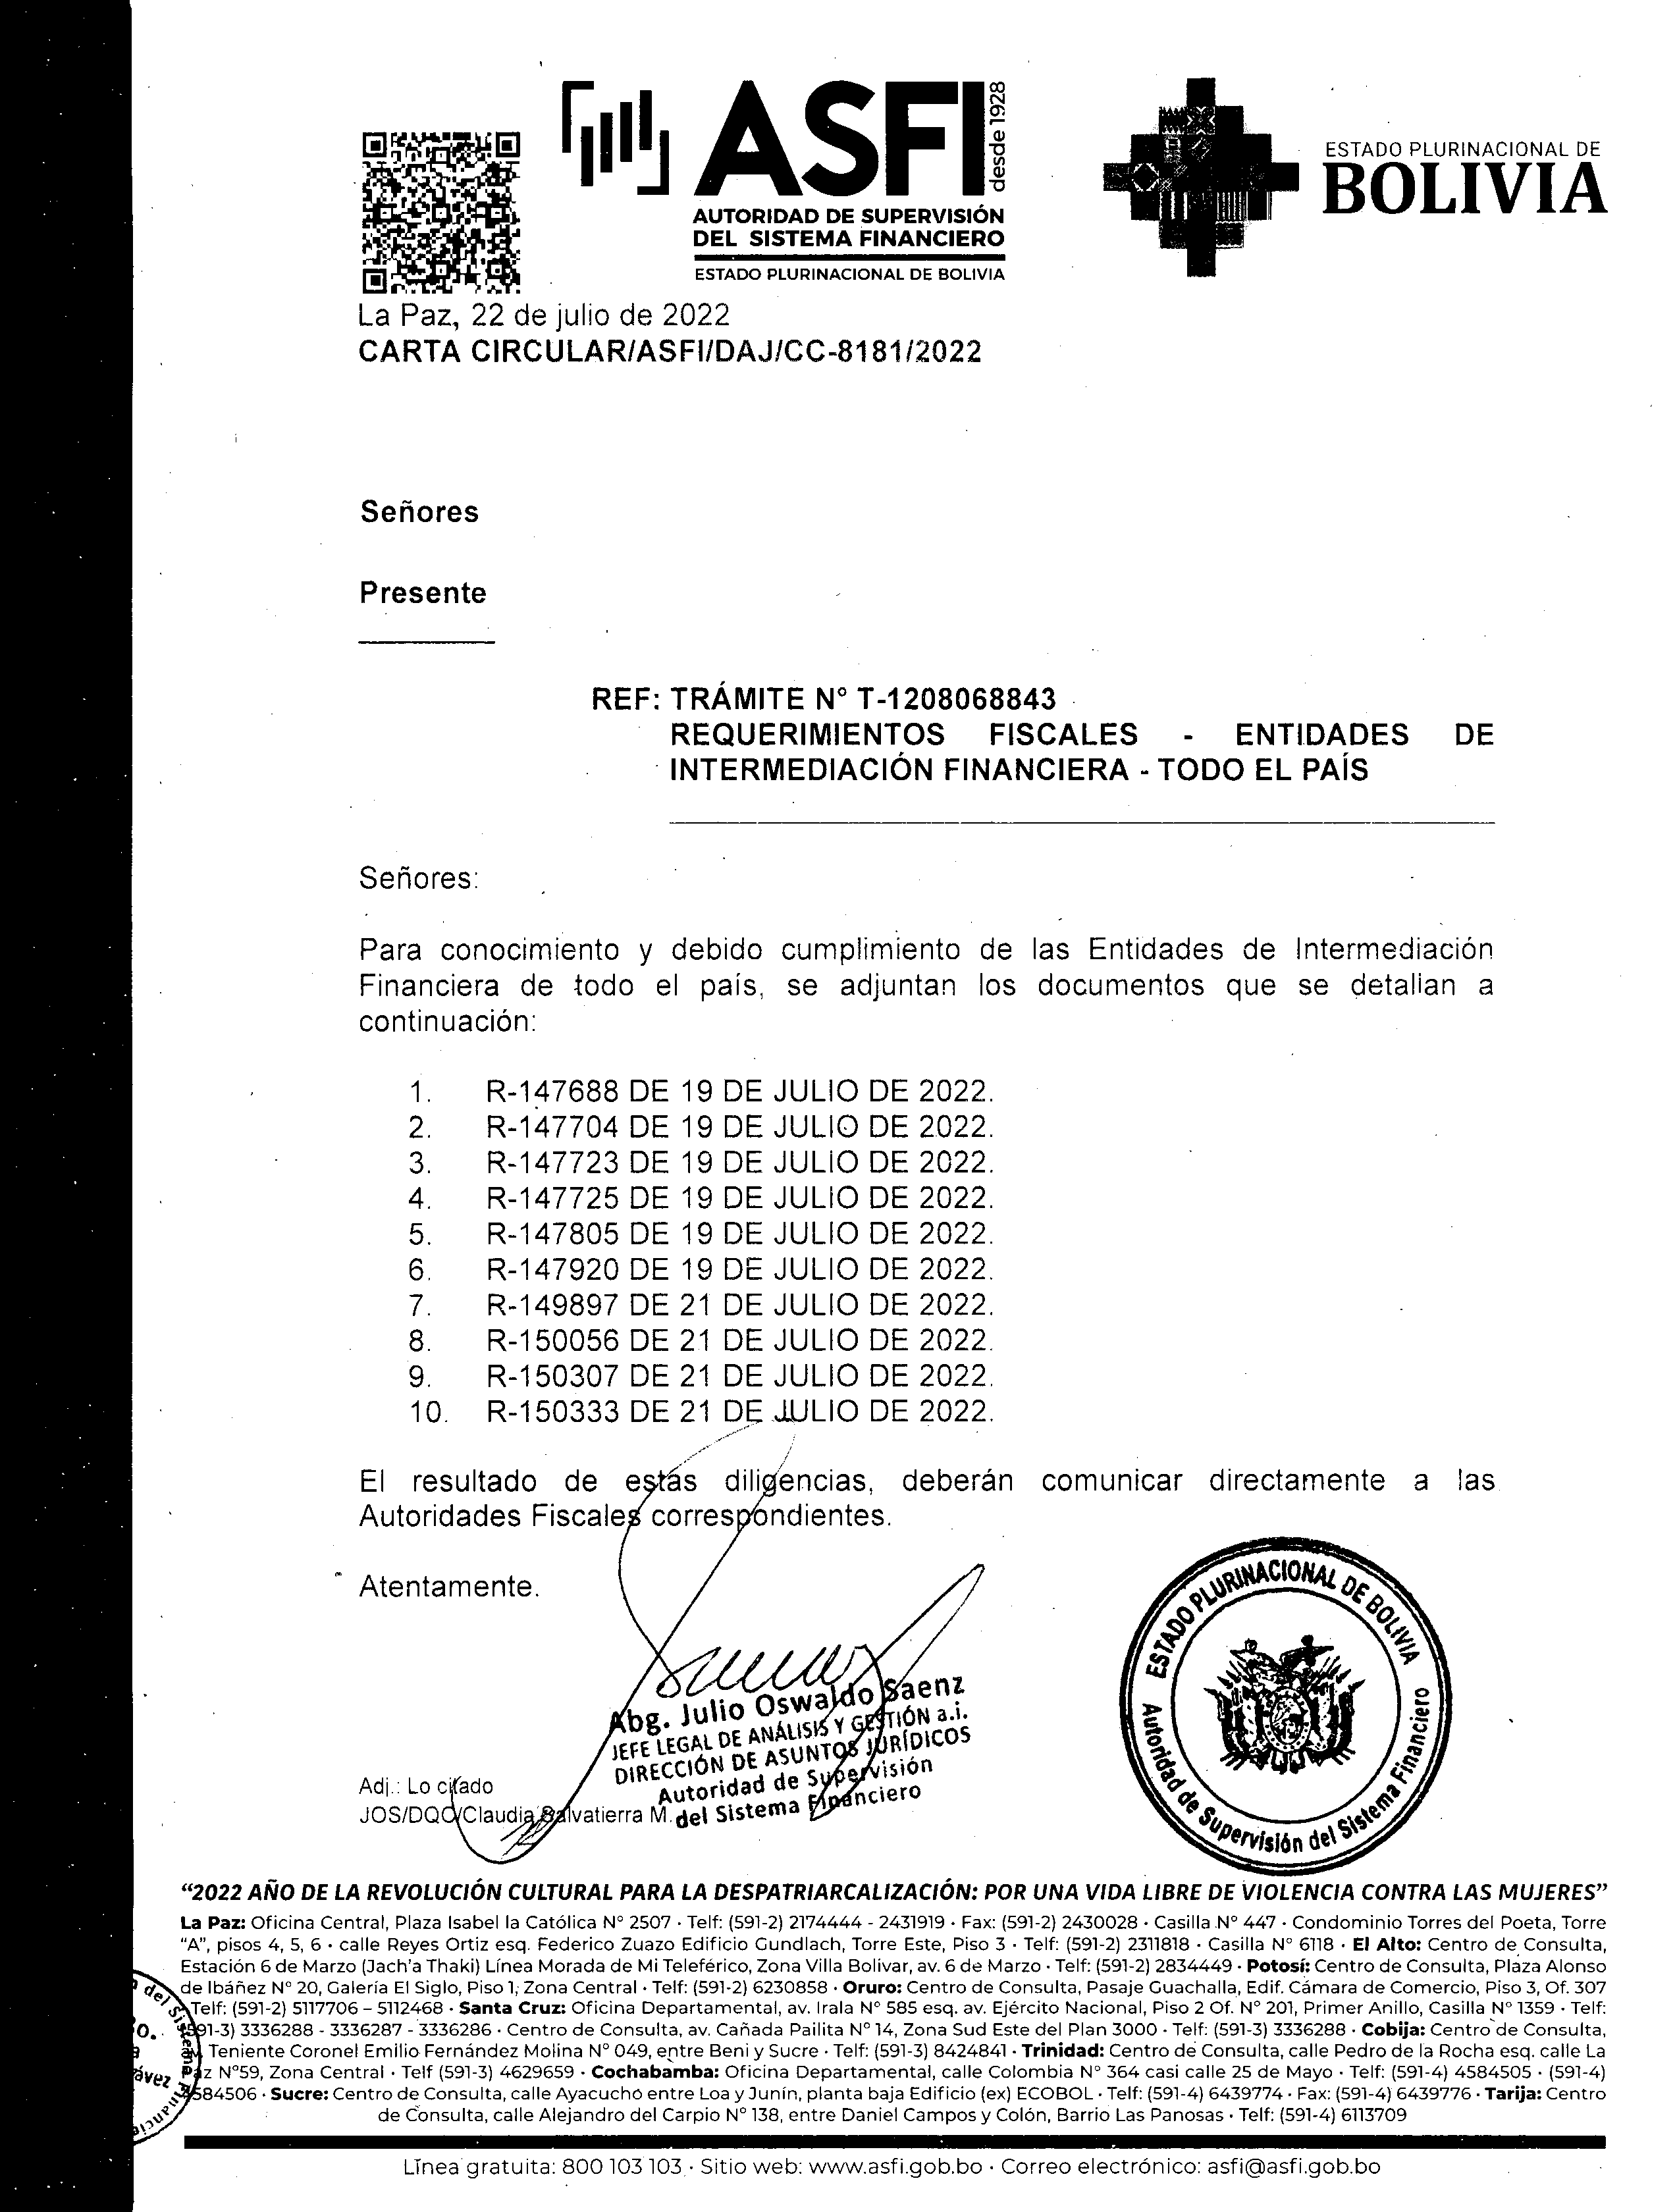 ASFI
desde 1928
AUTORIDAD DE SUPERVISIÓN
DEL SISTEMA FINANCIERO
ESTADO PLURINACIONAL DE BOLIVIA
ESTADO PLURINACIONAL DE
BOLIVIA
La Paz, 22 de julio de 2022
CARTA CIRCULAR/ASFI/DAJ/CC-8181/2022
Señores
Presente
REF: TRÁMITE N° T-1208068843
REQUERIMIENTOS FISCALES - ENTIDADES DE
INTERMEDIACIÓN FINANCIERA - TODO EL PAÍS
Señores:
Para conocimiento y debido cumplimiento de las Entidades de Intermediación
Financiera de todo el país, se adjuntan los documentos que se detallan a
continuación:
1. R-147688 DE 19 DE JULIO DE 2022.
2. R-147704 DE 19 DE JULIO DE 2022.
3. R-147723 DE 19 DE JULIO DE 2022.
4. R-147725 DE 19 DE JULIO DE 2022.
5. R-147805 DE 19 DE JULIO DE 2022.
6. R-147920 DE 19 DE JULIO DE 2022.
7. R-149897 DE 21 DE JULIO DE 2022.
8. R-150056 DE 21 DE JULIO DE 2022.
9. R-150307 DE 21 DE JULIO DE 2022.
10. R-150333 DE 21 DE JULIO DE 2022.
El resultado de estas diligencias, deberán comunicar directamente a las
Autoridades Fiscales correspondientes.
Atentamente.
Abg. Julio Oswaldo Saenz
JEFE LEGAL DE ANÁLISIS Y GESTIÓN a.i.
DIRECCIÓN DE ASUNTOS JURÍDICOS
Autoridad de Supervisión
del Sistema Financiero
ESTADO PLURINACIONAL DE BOLIVIA
Autoridad de Supervisión del Sistema Financiero
Adj.: Lo citado
JOS/DQC/Claudia Salvatierra M.
“2022 AÑO DE LA REVOLUCIÓN CULTURAL PARA LA DESPATRIARCALIZACIÓN: POR UNA VIDA LIBRE DE VIOLENCIA CONTRA LAS MUJERES”
La Paz: Oficina Central, Plaza Isabel la Católica N° 2507 · Telf: (591-2) 2174444 - 2431919 · Fax: (591-2) 2430028 · Casilla N° 447 · Condominio Torres del Poeta, Torre
“A”, pisos 4, 5, 6 · calle Reyes Ortiz esq. Federico Zuazo Edificio Gundlach, Torre Este, Piso 3 · Telf: (591-2) 2311818 · Casilla N° 6118 · El Alto: Centro de Consulta,
Estación 6 de Marzo (Jach’a Thaki) Línea Morada de Mi Teleférico, Zona Villa Bolivar, av. 6 de Marzo · Telf: (591-2) 2834449 · Potosí: Centro de Consulta, Plaza Alonso
de Ibáñez N° 20, Galería El Siglo, Piso 1; Zona Central · Telf: (591-2) 6230858 · Oruro: Centro de Consulta, Pasaje Guachalla, Edif. Cámara de Comercio, Piso 3, Of. 307
Telf: (591-2) 5117706 – 5112468 · Santa Cruz: Oficina Departamental, av. Irala N° 585 esq. av. Ejército Nacional, Piso 2 Of. N° 201, Primer Anillo, Casilla N° 1359 · Telf:
(591-3) 3336288 - 3336287 - 3336286 · Centro de Consulta, av. Cañada Pailita N° 14, Zona Sud Este del Plan 3000 · Telf: (591-3) 3336288 · Cobija: Centro de Consulta,
Teniente Coronel Emilio Fernández Molina N° 049, entre Beni y Sucre · Telf: (591-3) 8424841 · Trinidad: Centro de Consulta, calle Pedro de la Rocha esq. calle La
Paz N°59, Zona Central · Telf (591-3) 4629659 · Cochabamba: Oficina Departamental, calle Colombia N° 364 casi calle 25 de Mayo · Telf: (591-4) 4584505 · (591-4)
4584506 · Sucre: Centro de Consulta, calle Ayacucho entre Loa y Junín, planta baja Edificio (ex) ECOBOL · Telf: (591-4) 6439774 · Fax: (591-4) 6439776 · Tarija: Centro
de Consulta, calle Alejandro del Carpio N° 138, entre Daniel Campos y Colón, Barrio Las Panosas · Telf: (591-4) 6113709
Línea gratuita: 800 103 103 · Sitio web: www.asfi.gob.bo · Correo electrónico: asfi@asfi.gob.bo